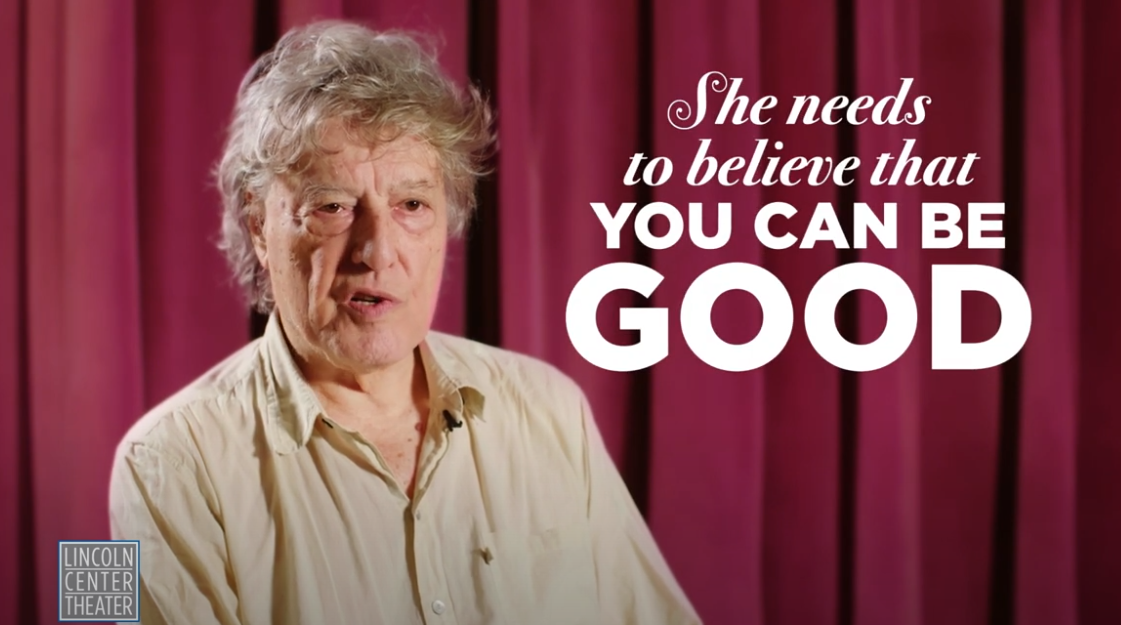 She needs
to believe that
YOU CAN BE
GOOD
LINCOLN
CENTER
THEATER